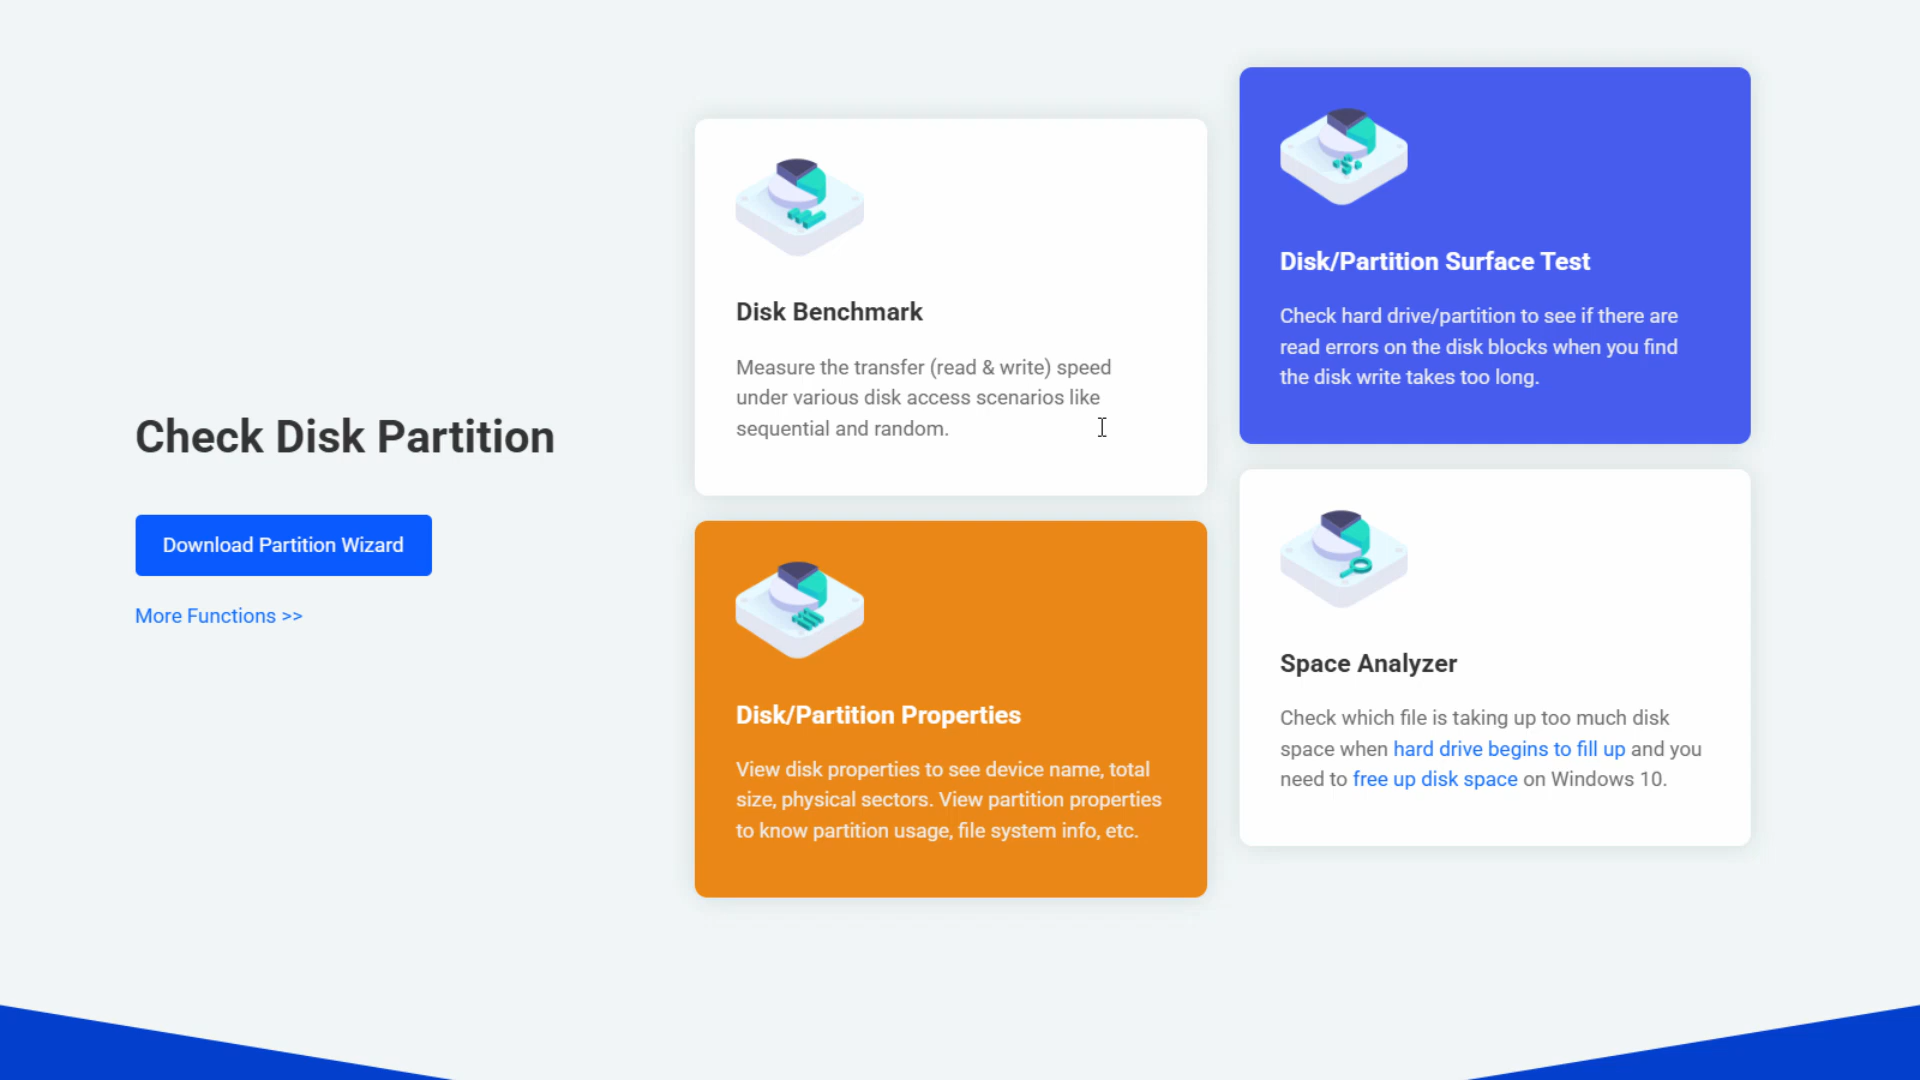 Check Disk Partition
Download Partition Wizard
More Functions >>
Disk Benchmark
Measure the transfer (read & write) speed
under various disk access scenarios like
sequential and random.
Disk/Partition Surface Test
Check hard drive/partition to see if there are
read errors on the disk blocks when you find
the disk write takes too long.
Disk/Partition Properties
View disk properties to see device name, total
size, physical sectors. View partition properties
to know partition usage, file system info, etc.
Space Analyzer
Check which file is taking up too much disk
space when hard drive begins to fill up and you
need to free up disk space on Windows 10.